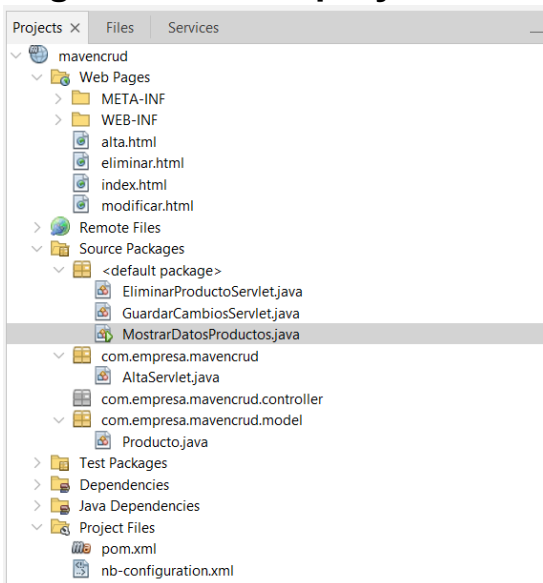 Projects × Files Services
mavencrud
Web Pages
META-INF
WEB-INF
alta.html
eliminar.html
index.html
modificar.html
Remote Files
Source Packages
<default package>
EliminarProductoServlet.java
GuardarCambiosServlet.java
MostrarDatosProductos.java
com.empresa.mavencrud
AltaServlet.java
com.empresa.mavencrud.controller
com.empresa.mavencrud.model
Producto.java
Test Packages
Dependencies
Java Dependencies
Project Files
pom.xml
nb-configuration.xml